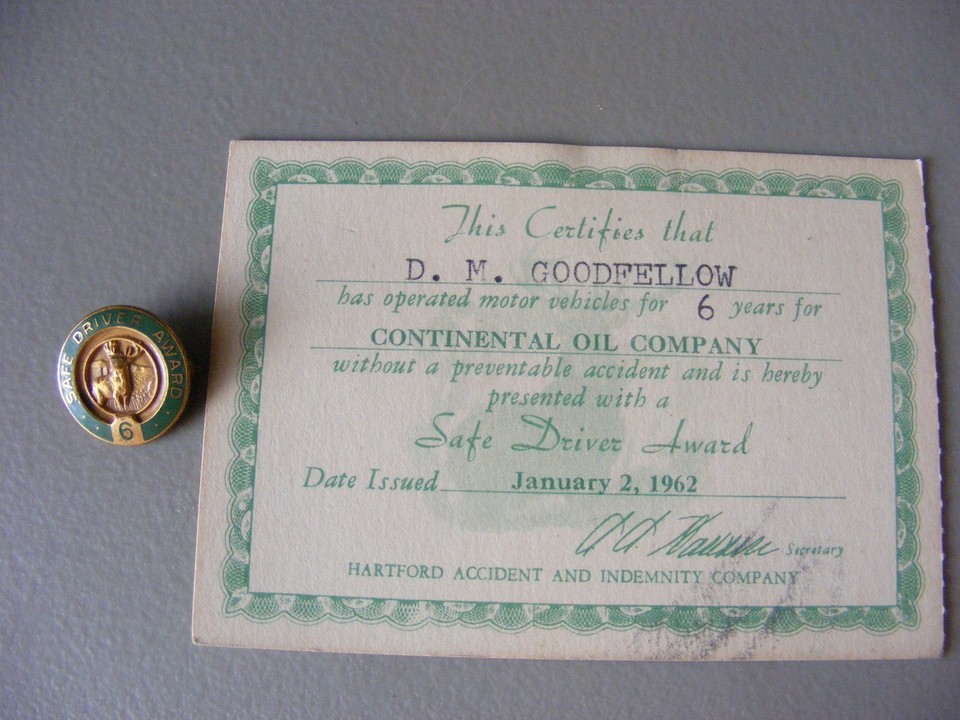 SAFE DRIVER AWARD
6
This Certifies that
D. M. GOODFELLOW
has operated motor vehicles for 6 years for
CONTINENTAL OIL COMPANY
without a preventable accident and is hereby
presented with a
Safe Driver Award
Date Issued January 2, 1962
Secretary
HARTFORD ACCIDENT AND INDEMNITY COMPANY